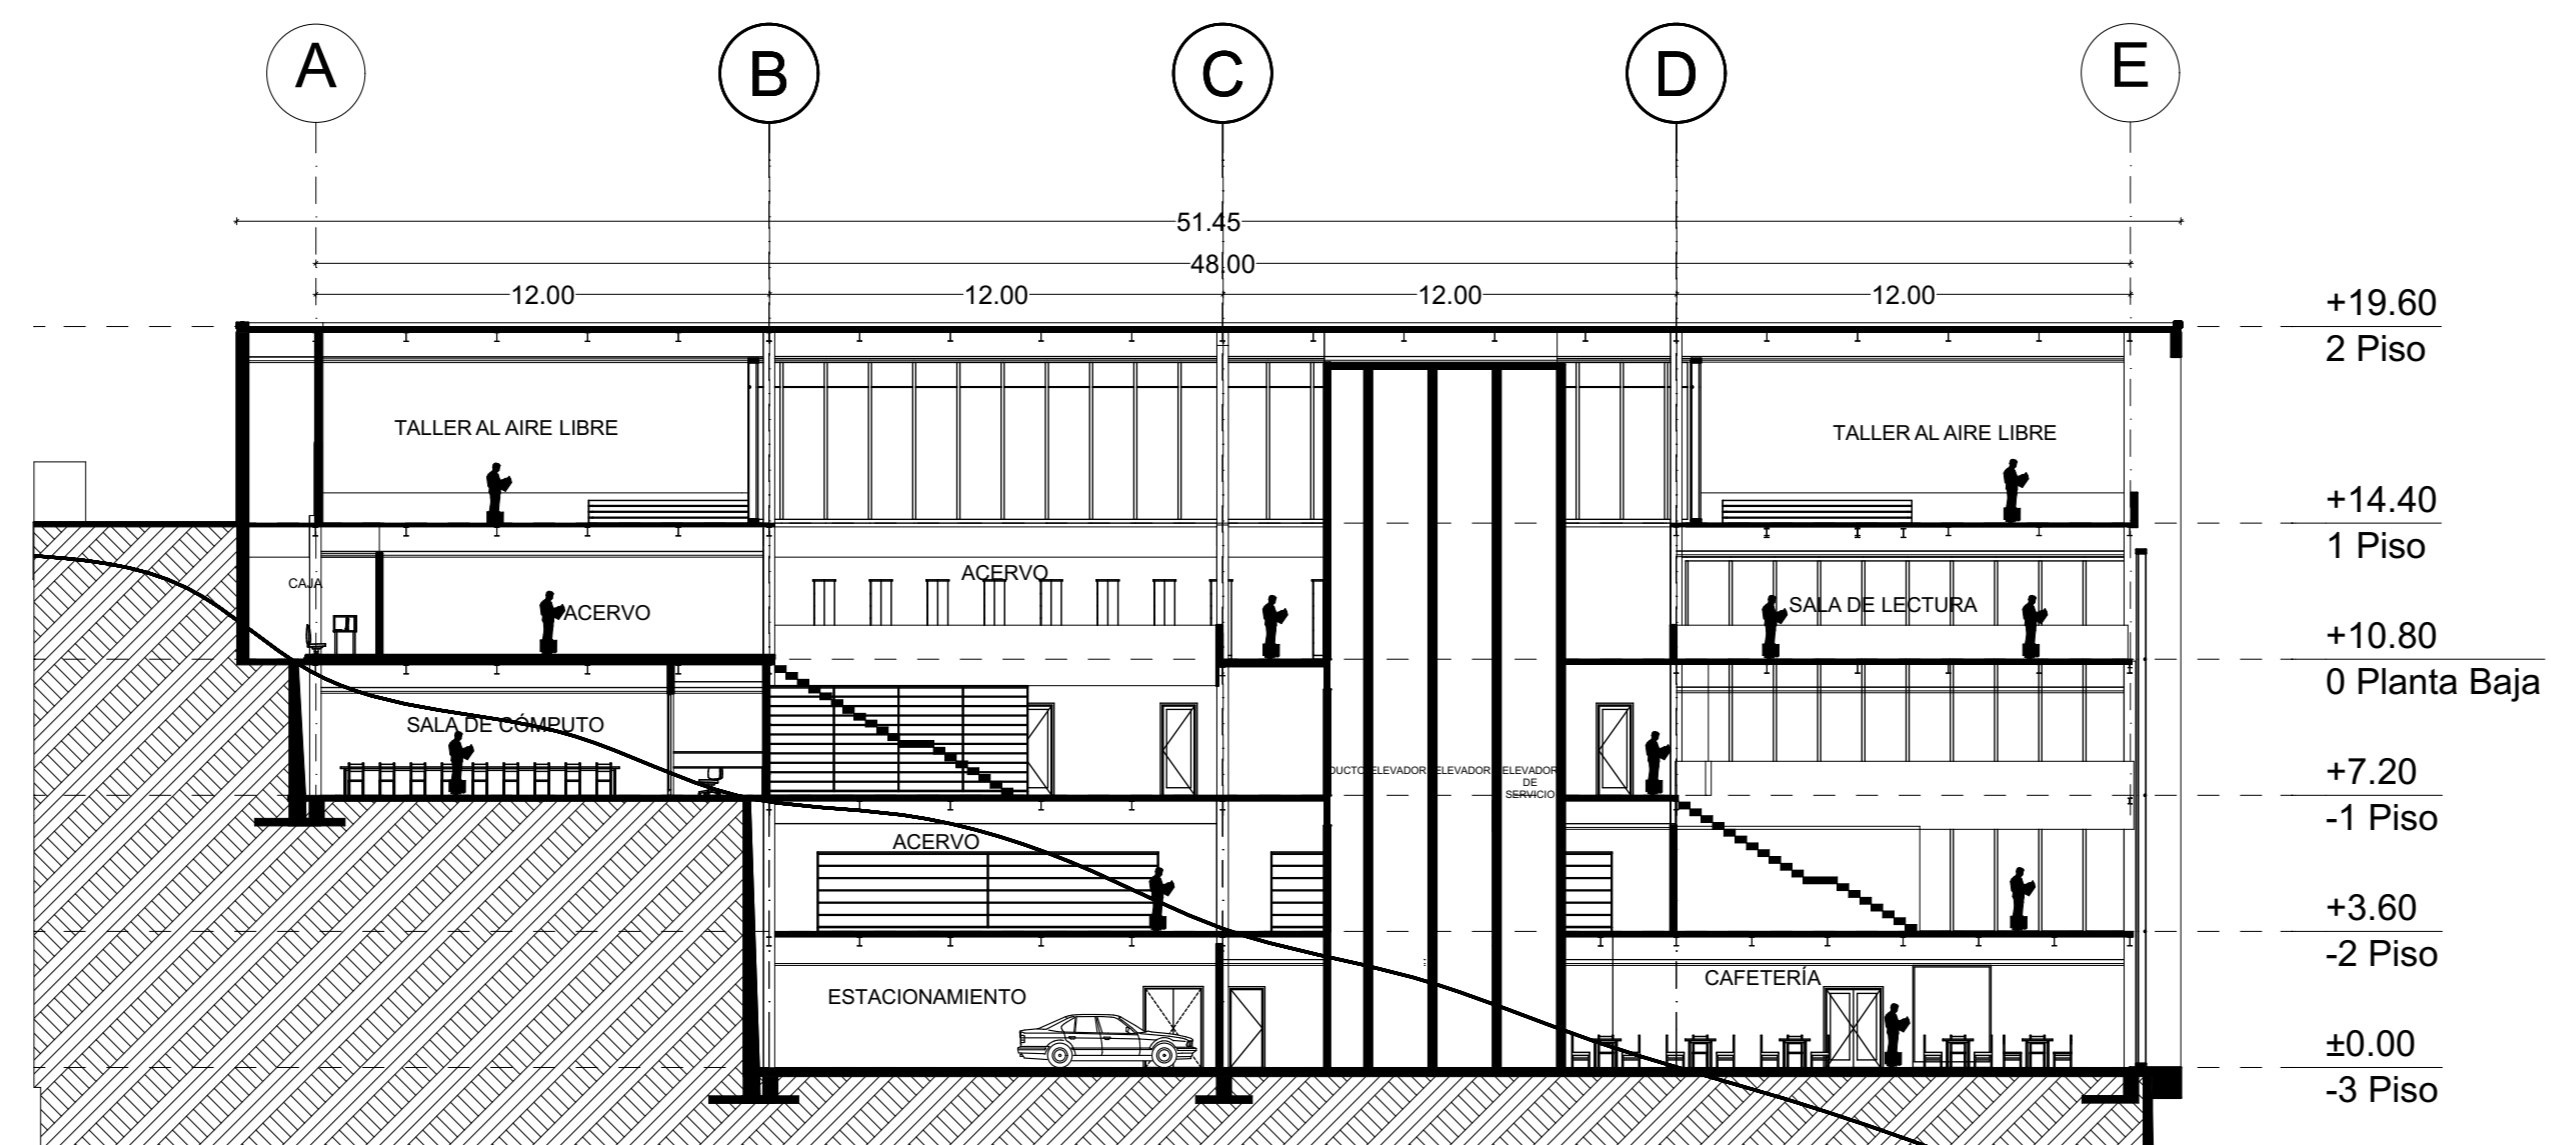 A
B
C
D
E
51.45
48.00
12.00
12.00
12.00
12.00
+19.60
2 Piso
TALLER AL AIRE LIBRE
TALLER AL AIRE LIBRE
+14.40
1 Piso
CAJA
ACERVO
ACERVO
SALA DE LECTURA
+10.80
0 Planta Baja
SALA DE CÓMPUTO
DUCTO
ELEVADOR
ELEVADOR
ELEVADOR
DE
SERVICIO
+7.20
-1 Piso
ACERVO
+3.60
-2 Piso
ESTACIONAMIENTO
CAFETERÍA
±0.00
-3 Piso